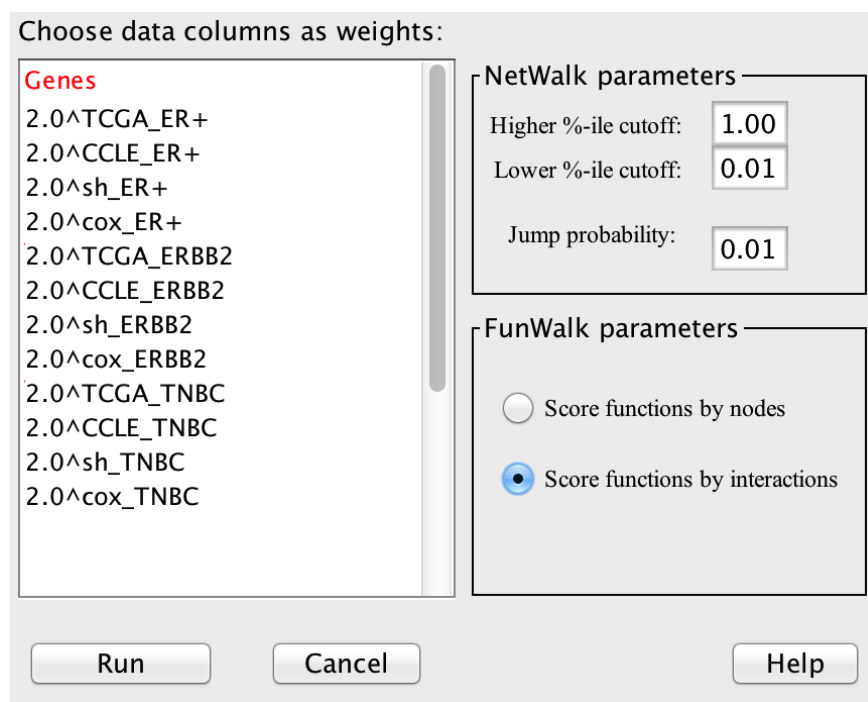 Choose data columns as weights:
Genes
2.0^TCGA_ER+
2.0^CCLE_ER+
2.0^sh_ER+
2.0^cox_ER+
2.0^TCGA_ERBB2
2.0^CCLE_ERBB2
2.0^sh_ERBB2
2.0^cox_ERBB2
2.0^TCGA_TNBC
2.0^CCLE_TNBC
2.0^sh_TNBC
2.0^cox_TNBC
NetWalk parameters
Higher %-ile cutoff: 1.00
Lower %-ile cutoff: 0.01
Jump probability: 0.01
FunWalk parameters
Score functions by nodes
Score functions by interactions
Run Cancel Help